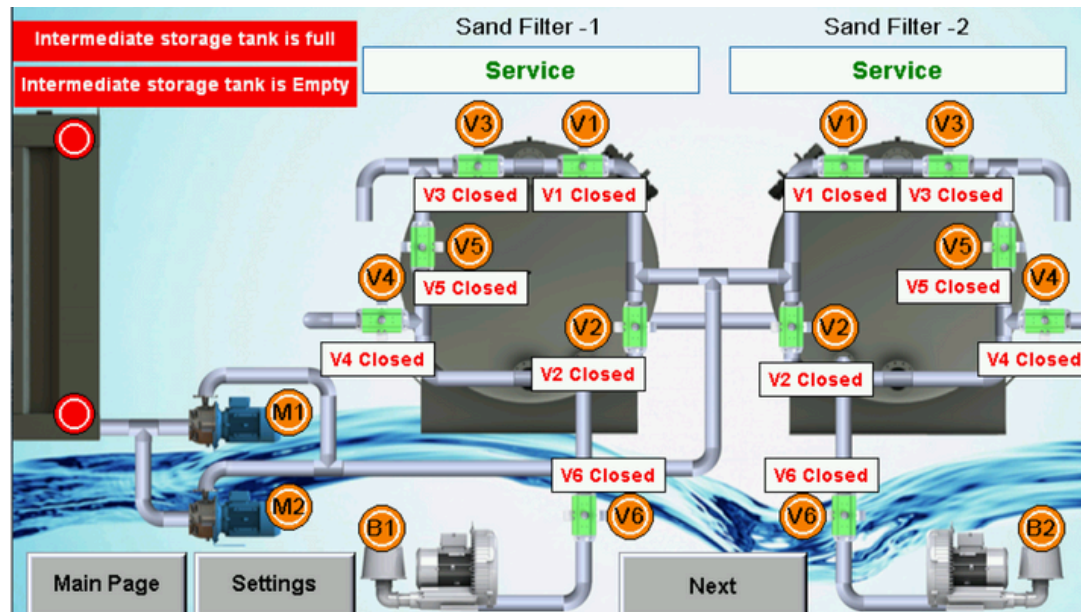 Intermediate storage tank is full
Intermediate storage tank is Empty
Sand Filter -1
Service
Sand Filter -2
Service
V3
V1
V1
V3
V3 Closed
V1 Closed
V1 Closed
V3 Closed
V5
V5
V5 Closed
V5 Closed
V4
V4
V2
V2
V4 Closed
V2 Closed
V2 Closed
V4 Closed
M1
V6 Closed
V6 Closed
M2
V6
V6
B1
B2
Main Page
Settings
Next